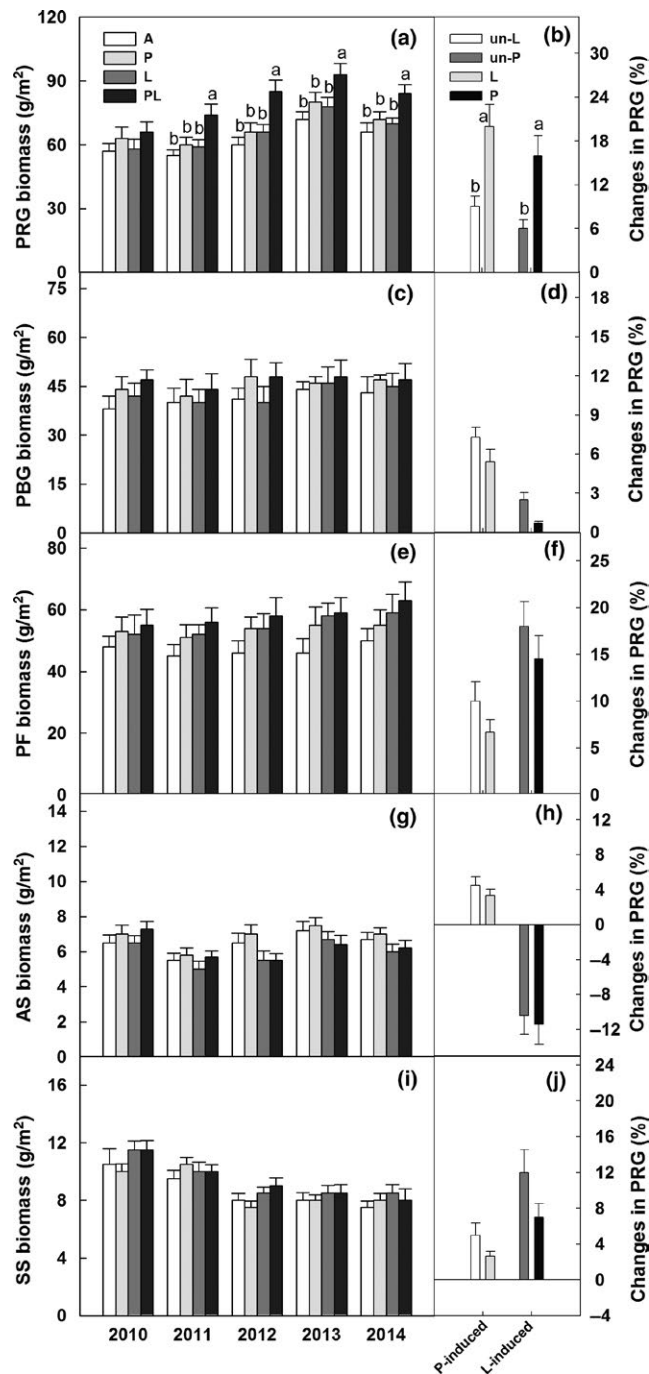 120
90
60
30
0
PRG biomass (g/m²)
A
P
L
PL
(a)
a
b b b
a
b b b
a
b b b
a
b b b
(b)
un-L
un-P
L
P
b
a
b
a
30
24
18
12
6
0
Changes in PRG (%)
75
60
45
30
15
0
PBG biomass (g/m²)
(c)
(d)
18
15
12
9
6
3
0
Changes in PRG (%)
80
60
40
20
0
PF biomass (g/m²)
(e)
(f)
25
20
15
10
5
0
Changes in PRG (%)
14
12
10
8
6
4
2
0
AS biomass (g/m²)
(g)
(h)
12
8
4
0
−4
−8
−12
Changes in PRG (%)
16
12
8
4
0
SS biomass (g/m²)
(i)
(j)
24
20
16
12
8
4
0
−4
Changes in PRG (%)
2010 2011 2012 2013 2014
P-induced L-induced